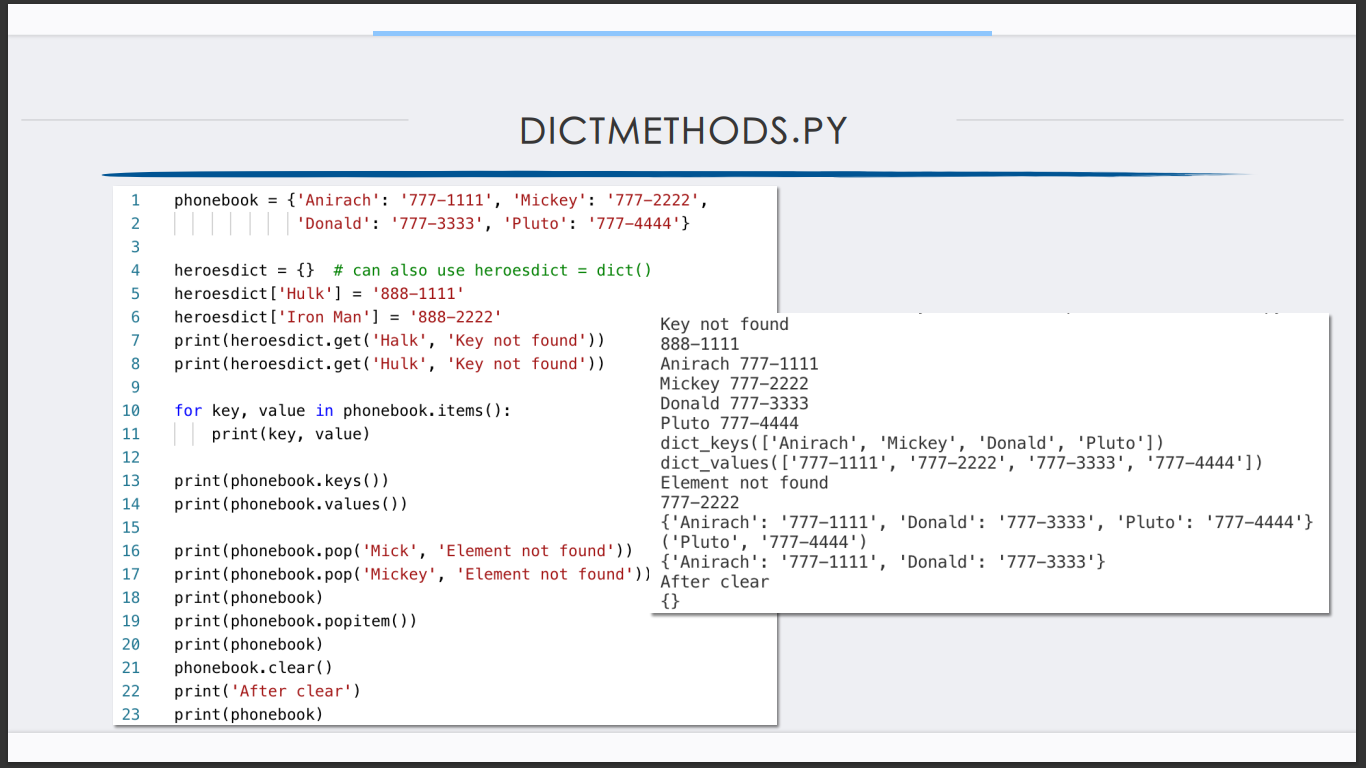 DICTMETHODS.PY
1 phonebook = {'Anirach': '777-1111', 'Mickey': '777-2222',
2 'Donald': '777-3333', 'Pluto': '777-4444'}
3
4 heroesdict = {}  # can also use heroesdict = dict()
5 heroesdict['Hulk'] = '888-1111'
6 heroesdict['Iron Man'] = '888-2222'
7 print(heroesdict.get('Halk', 'Key not found'))
8 print(heroesdict.get('Hulk', 'Key not found'))
9
10 for key, value in phonebook.items():
11     print(key, value)
12
13 print(phonebook.keys())
14 print(phonebook.values())
15
16 print(phonebook.pop('Mick', 'Element not found'))
17 print(phonebook.pop('Mickey', 'Element not found'))
18 print(phonebook)
19 print(phonebook.popitem())
20 print(phonebook)
21 phonebook.clear()
22 print('After clear')
23 print(phonebook)
Key not found
888-1111
Anirach 777-1111
Mickey 777-2222
Donald 777-3333
Pluto 777-4444
dict_keys(['Anirach', 'Mickey', 'Donald', 'Pluto'])
dict_values(['777-1111', '777-2222', '777-3333', '777-4444'])
Element not found
777-2222
{'Anirach': '777-1111', 'Donald': '777-3333', 'Pluto': '777-4444'}
('Pluto', '777-4444')
{'Anirach': '777-1111', 'Donald': '777-3333'}
After clear
{}